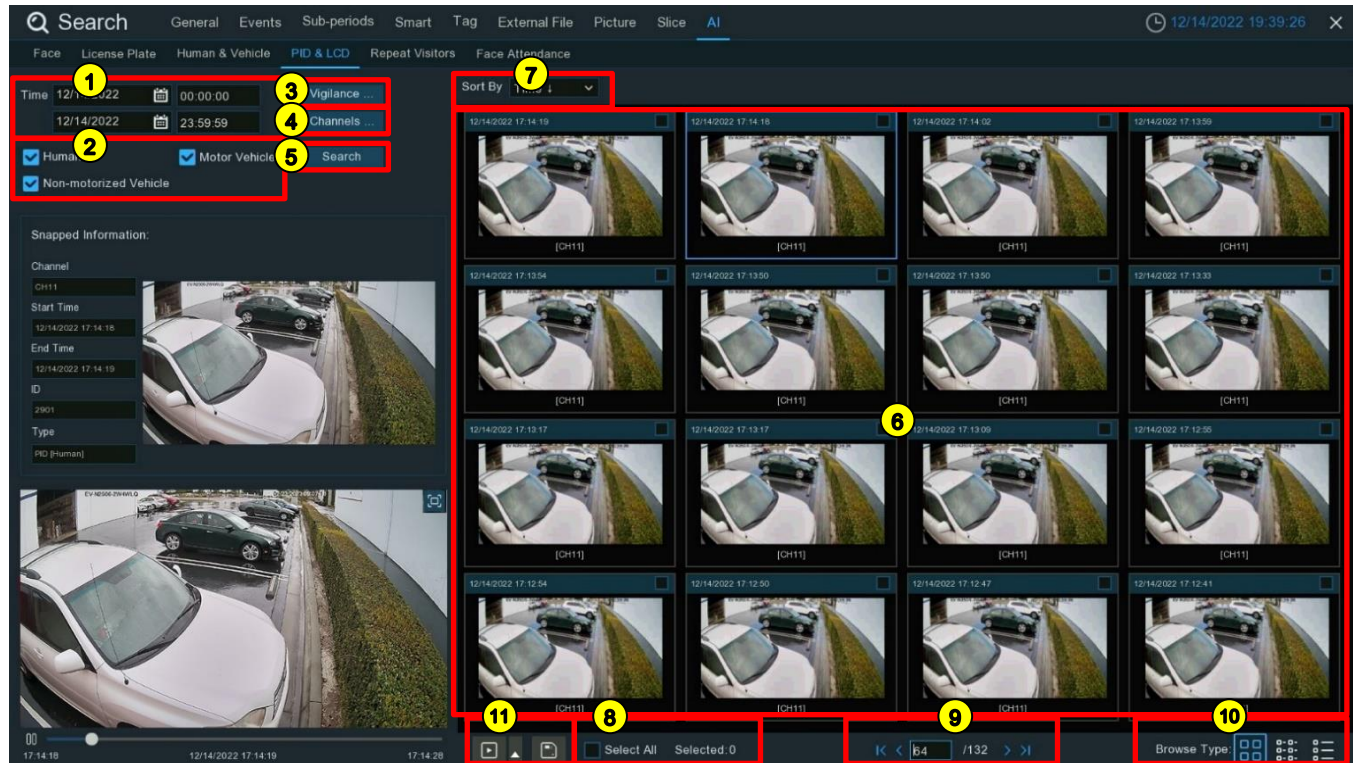 Search General Events Sub-periods Smart Tag External File Picture Slice AI 12/14/2022 19:39:26
Face License Plate Human & Vehicle PID & LCD Repeat Visitors Face Attendance
1
7
Sort By
Time 00:00:00
3
Vigilance ...
12/14/2022 23:59:59
4
Channels ...
2
Motor Vehicle
5
Search
Non-motorized Vehicle
Snapped Information:
Channel
CH11
Start Time
12/14/2022 17:14:18
End Time
12/14/2022 17:14:19
ID
2901
Type
PID [Human]
17:14:18 12/14/2022 17:14:19 17:14:28
12/14/2022 17:14:19 12/14/2022 17:14:18 12/14/2022 17:14:02 12/14/2022 17:13:59
[CH11] [CH11] [CH11] [CH11]
12/14/2022 17:13:54 12/14/2022 17:13:50 12/14/2022 17:13:50 12/14/2022 17:13:33
[CH11] [CH11] [CH11] [CH11]
6
12/14/2022 17:13:17 12/14/2022 17:13:17 12/14/2022 17:13:09 12/14/2022 17:12:55
[CH11] [CH11] [CH11] [CH11]
12/14/2022 17:12:54 12/14/2022 17:12:50 12/14/2022 17:12:47 12/14/2022 17:12:41
[CH11] [CH11] [CH11] [CH11]
11 8 9 10
Select All Selected:0 64 /132 Browse Type: